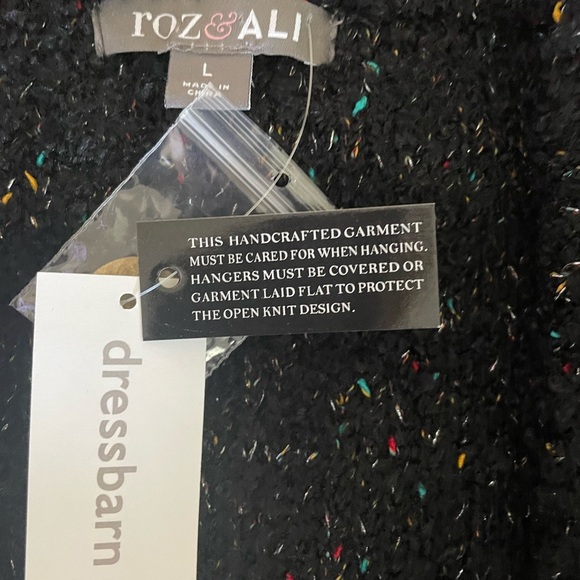 roz&ALI
L
MADE IN
CHINA
THIS HANDCRAFTED GARMENT
MUST BE CARED FOR WHEN HANGING.
HANGERS MUST BE COVERED OR
GARMENT LAID FLAT TO PROTECT
THE OPEN KNIT DESIGN.
dressbarn